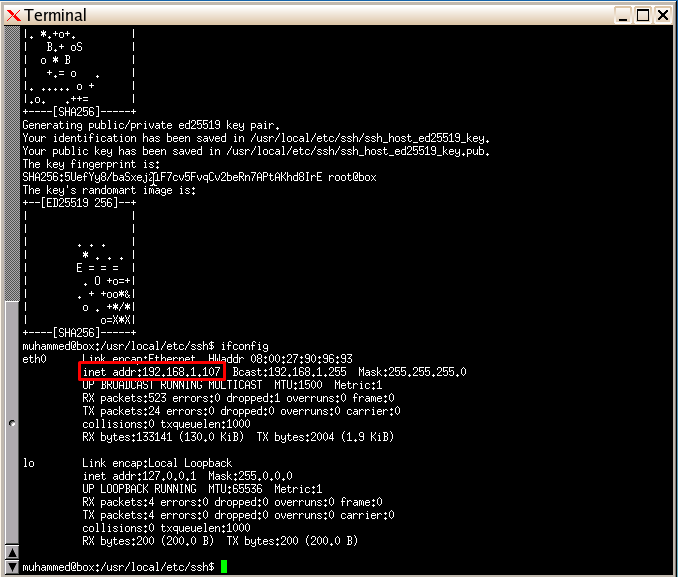 Terminal
|. *.+o+.         |
|   B.+ oS        |
|  o * B          |
|   +.= o   .     |
|. ..... o +      |
|.o.   .++=       |
+----[SHA256]-----+
Generating public/private ed25519 key pair.
Your identification has been saved in /usr/local/etc/ssh/ssh_host_ed25519_key.
Your public key has been saved in /usr/local/etc/ssh/ssh_host_ed25519_key.pub.
The key fingerprint is:
root@box
The key's randomart image is:
+--[ED25519 256]--+
|                 |
|                 |
|        . . .    |
|         * . . . |
|        E = = =  |
|         . O +o=+|
|        . + +oo*&|
|         o . +*/*|
|            o=X*X|
+----[SHA256]-----+
muhammed@box:/usr/local/etc/ssh$ ifconfig
eth0      Link encap:Ethernet  HWaddr 08:00:27:90:96:93
          inet addr:192.168.1.107  Bcast:192.168.1.255  Mask:255.255.255.0
          UP BROADCAST RUNNING MULTICAST  MTU:1500  Metric:1
          RX packets:523 errors:0 dropped:1 overruns:0 frame:0
          TX packets:24 errors:0 dropped:0 overruns:0 carrier:0
          collisions:0 txqueuelen:1000
          RX bytes:133141 (130.0 KiB)  TX bytes:2004 (1.9 KiB)
lo        Link encap:Local Loopback
          inet addr:127.0.0.1  Mask:255.0.0.0
          UP LOOPBACK RUNNING  MTU:65536  Metric:1
          RX packets:4 errors:0 dropped:0 overruns:0 frame:0
          TX packets:4 errors:0 dropped:0 overruns:0 carrier:0
          collisions:0 txqueuelen:1000
          RX bytes:200 (200.0 B)  TX bytes:200 (200.0 B)
muhammed@box:/usr/local/etc/ssh$